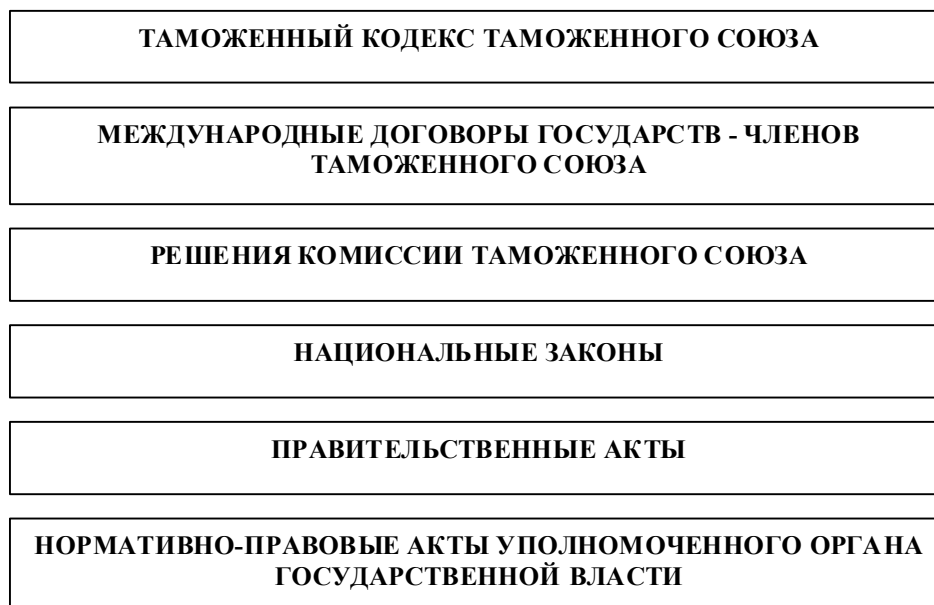 ТАМОЖЕННЫЙ КОДЕКС ТАМОЖЕННОГО СОЮЗА
МЕЖДУНАРОДНЫЕ ДОГОВОРЫ ГОСУДАРСТВ - ЧЛЕНОВ
ТАМОЖЕННОГО СОЮЗА
РЕШЕНИЯ КОМИССИИ ТАМОЖЕННОГО СОЮЗА
НАЦИОНАЛЬНЫЕ ЗАКОНЫ
ПРАВИТЕЛЬСТВЕННЫЕ АКТЫ
НОРМАТИВНО-ПРАВОВЫЕ АКТЫ УПОЛНОМОЧЕННОГО ОРГАНА
ГОСУДАРСТВЕННОЙ ВЛАСТИ